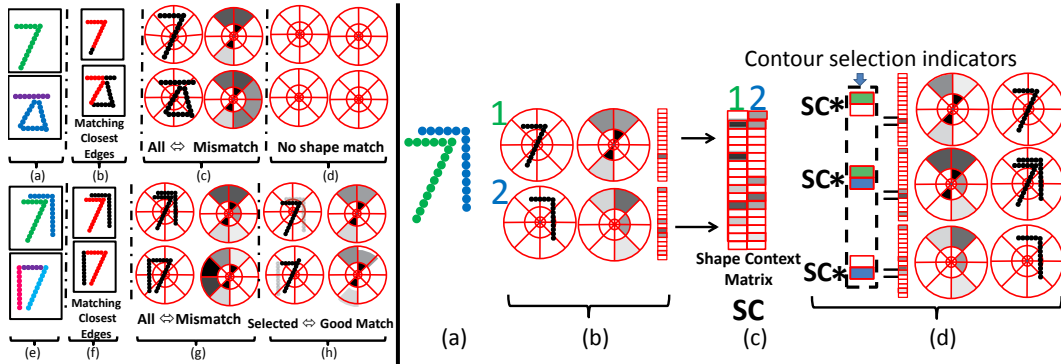 Matching
Closest
Edges
All ⇔ Mismatch
No shape match
(a)
(b)
(c)
(d)
Matching
Closest
Edges
All ⇔Mismatch
Selected ⇔ Good Match
(e)
(f)
(g)
(h)
Contour selection indicators
1
2
1 2
SC*
=
SC*
=
SC*
=
Shape Context
Matrix
SC
(a)
(b)
(c)
(d)